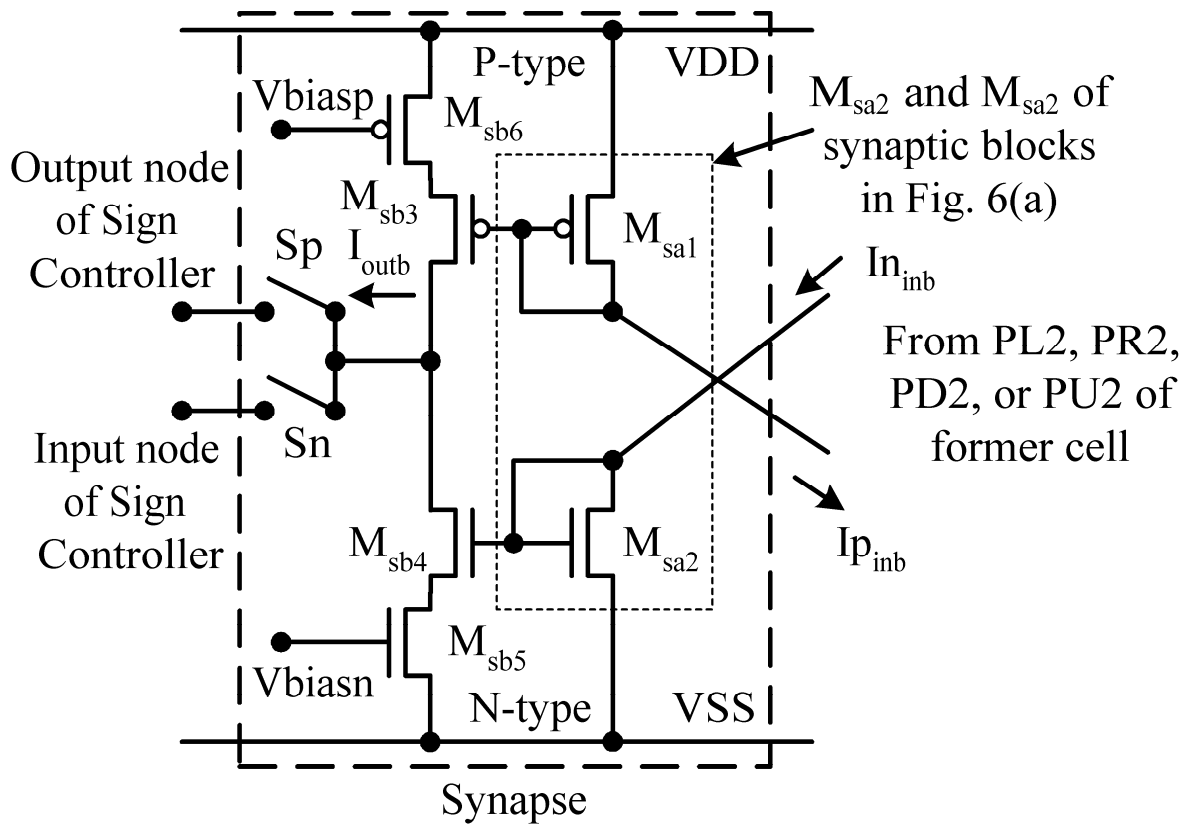 P-type
VDD
Vbiasp
Msb6
Msa2 and Msa2 of
synaptic blocks
in Fig. 6(a)
Output node
of Sign
Controller
Msb3
Msa1
Sp
Ioutb
Ininb
From PL2, PR2,
PD2, or PU2 of
former cell
Sn
Input node
of Sign
Controller
Msb4
Msa2
Ipinb
Msb5
Vbiasn
N-type
VSS
Synapse